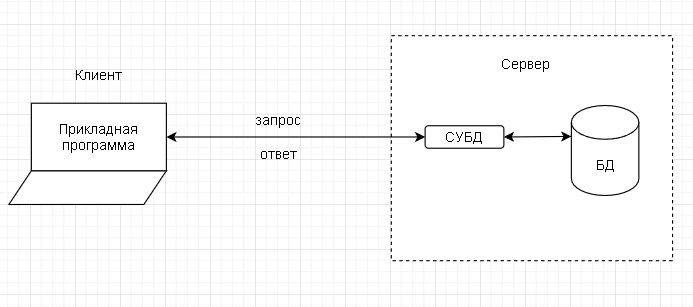 Клиент
Сервер
Прикладная
программа
запрос
ответ
СУБД
БД